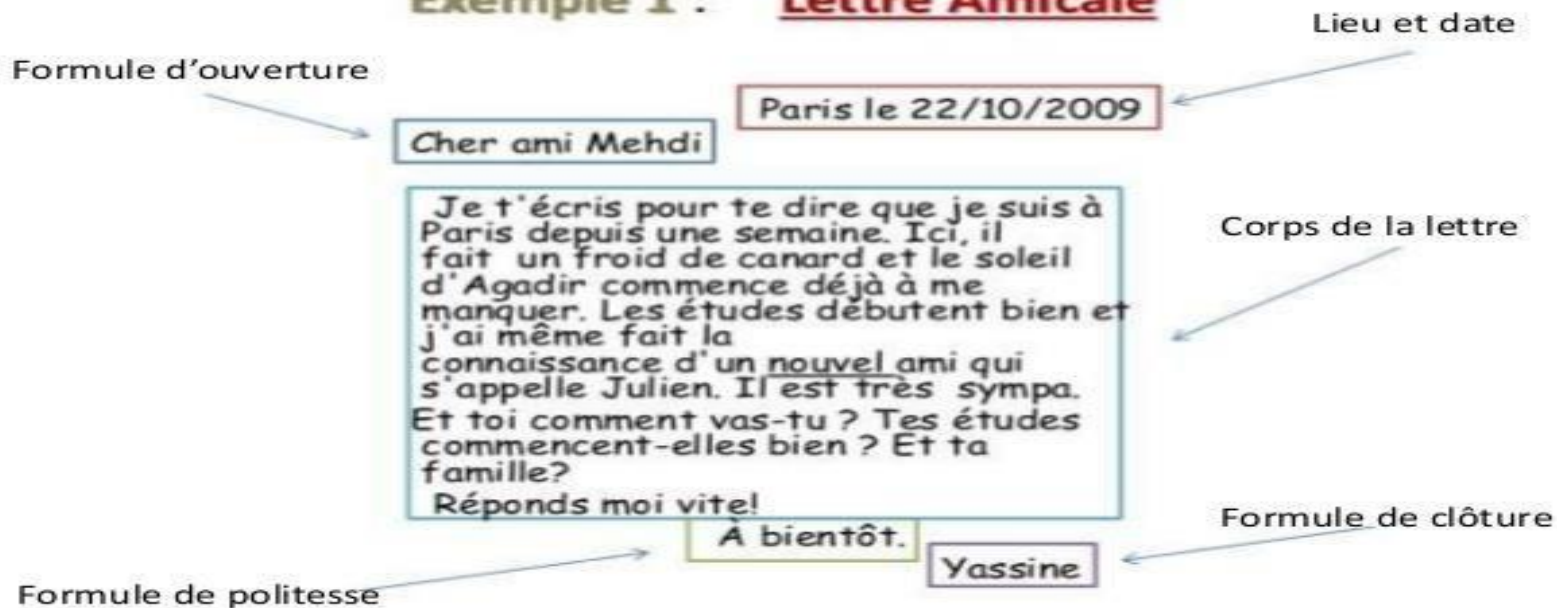 Exemple 1 : Lettre Amicale
Lieu et date
Formule d'ouverture
Paris le 22/10/2009
Cher ami Mehdi
Je t'écris pour te dire que je suis à
Paris depuis une semaine. Ici, il
fait un froid de canard et le soleil
d'Agadir commence déjà à me
manquer. Les études débutent bien et
j'ai même fait la
connaissance d'un nouvel ami qui
s'appelle Julien. Il est très sympa.
Et toi comment vas-tu ? Tes études
commencent-elles bien ? Et ta
famille?
Réponds moi vite!
Corps de la lettre
À bientôt.
Formule de clôture
Yassine
Formule de politesse